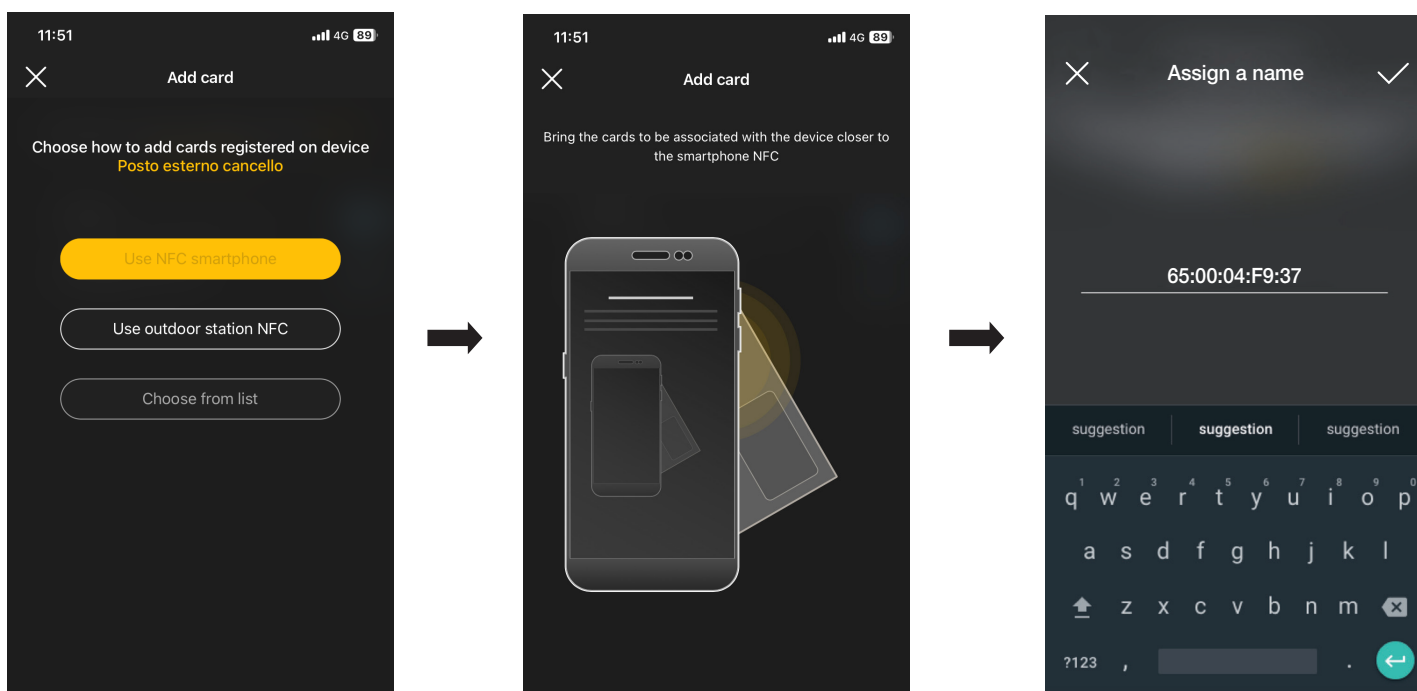 11:51
4G 89
Add card
Choose how to add cards registered on device
Posto esterno cancello
Use NFC smartphone
Use outdoor station NFC
Choose from list
11:51
4G 89
Add card
Bring the cards to be associated with the device closer to
the smartphone NFC
Assign a name
65:00:04:F9:37
suggestion suggestion suggestion
1 2 3 4 5 6 7 8 9 0
q w e r t y u i o p
a s d f g h j k l
z x c v b n m
?123 , .